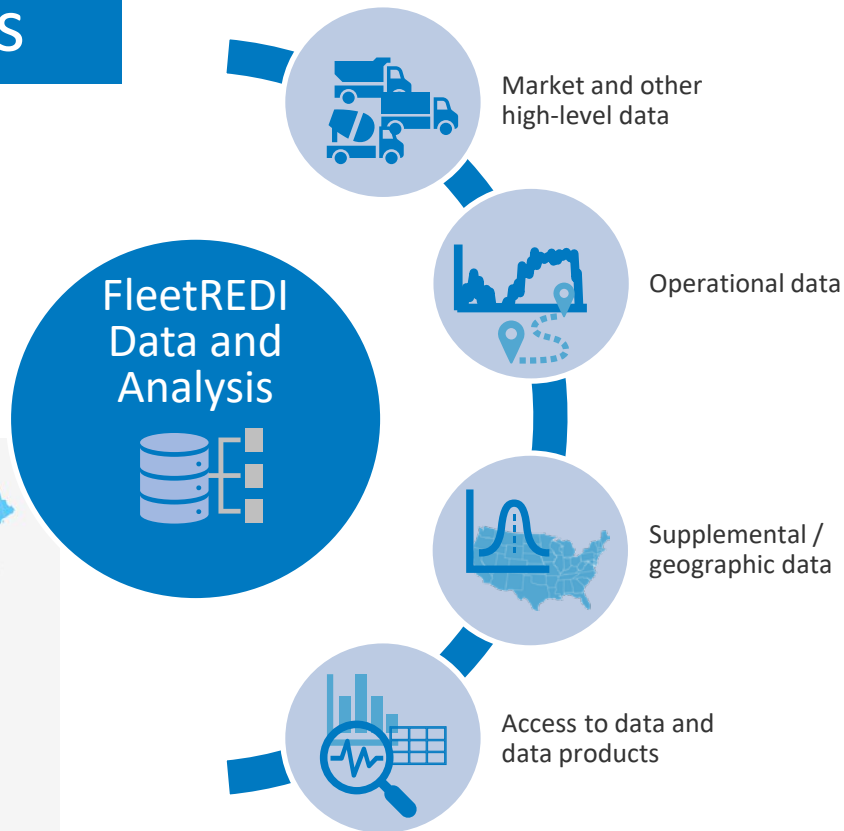 s
Market and other
high-level data
FleetREDI
Data and
Analysis
Operational data
Supplemental /
geographic data
Access to data and
data products